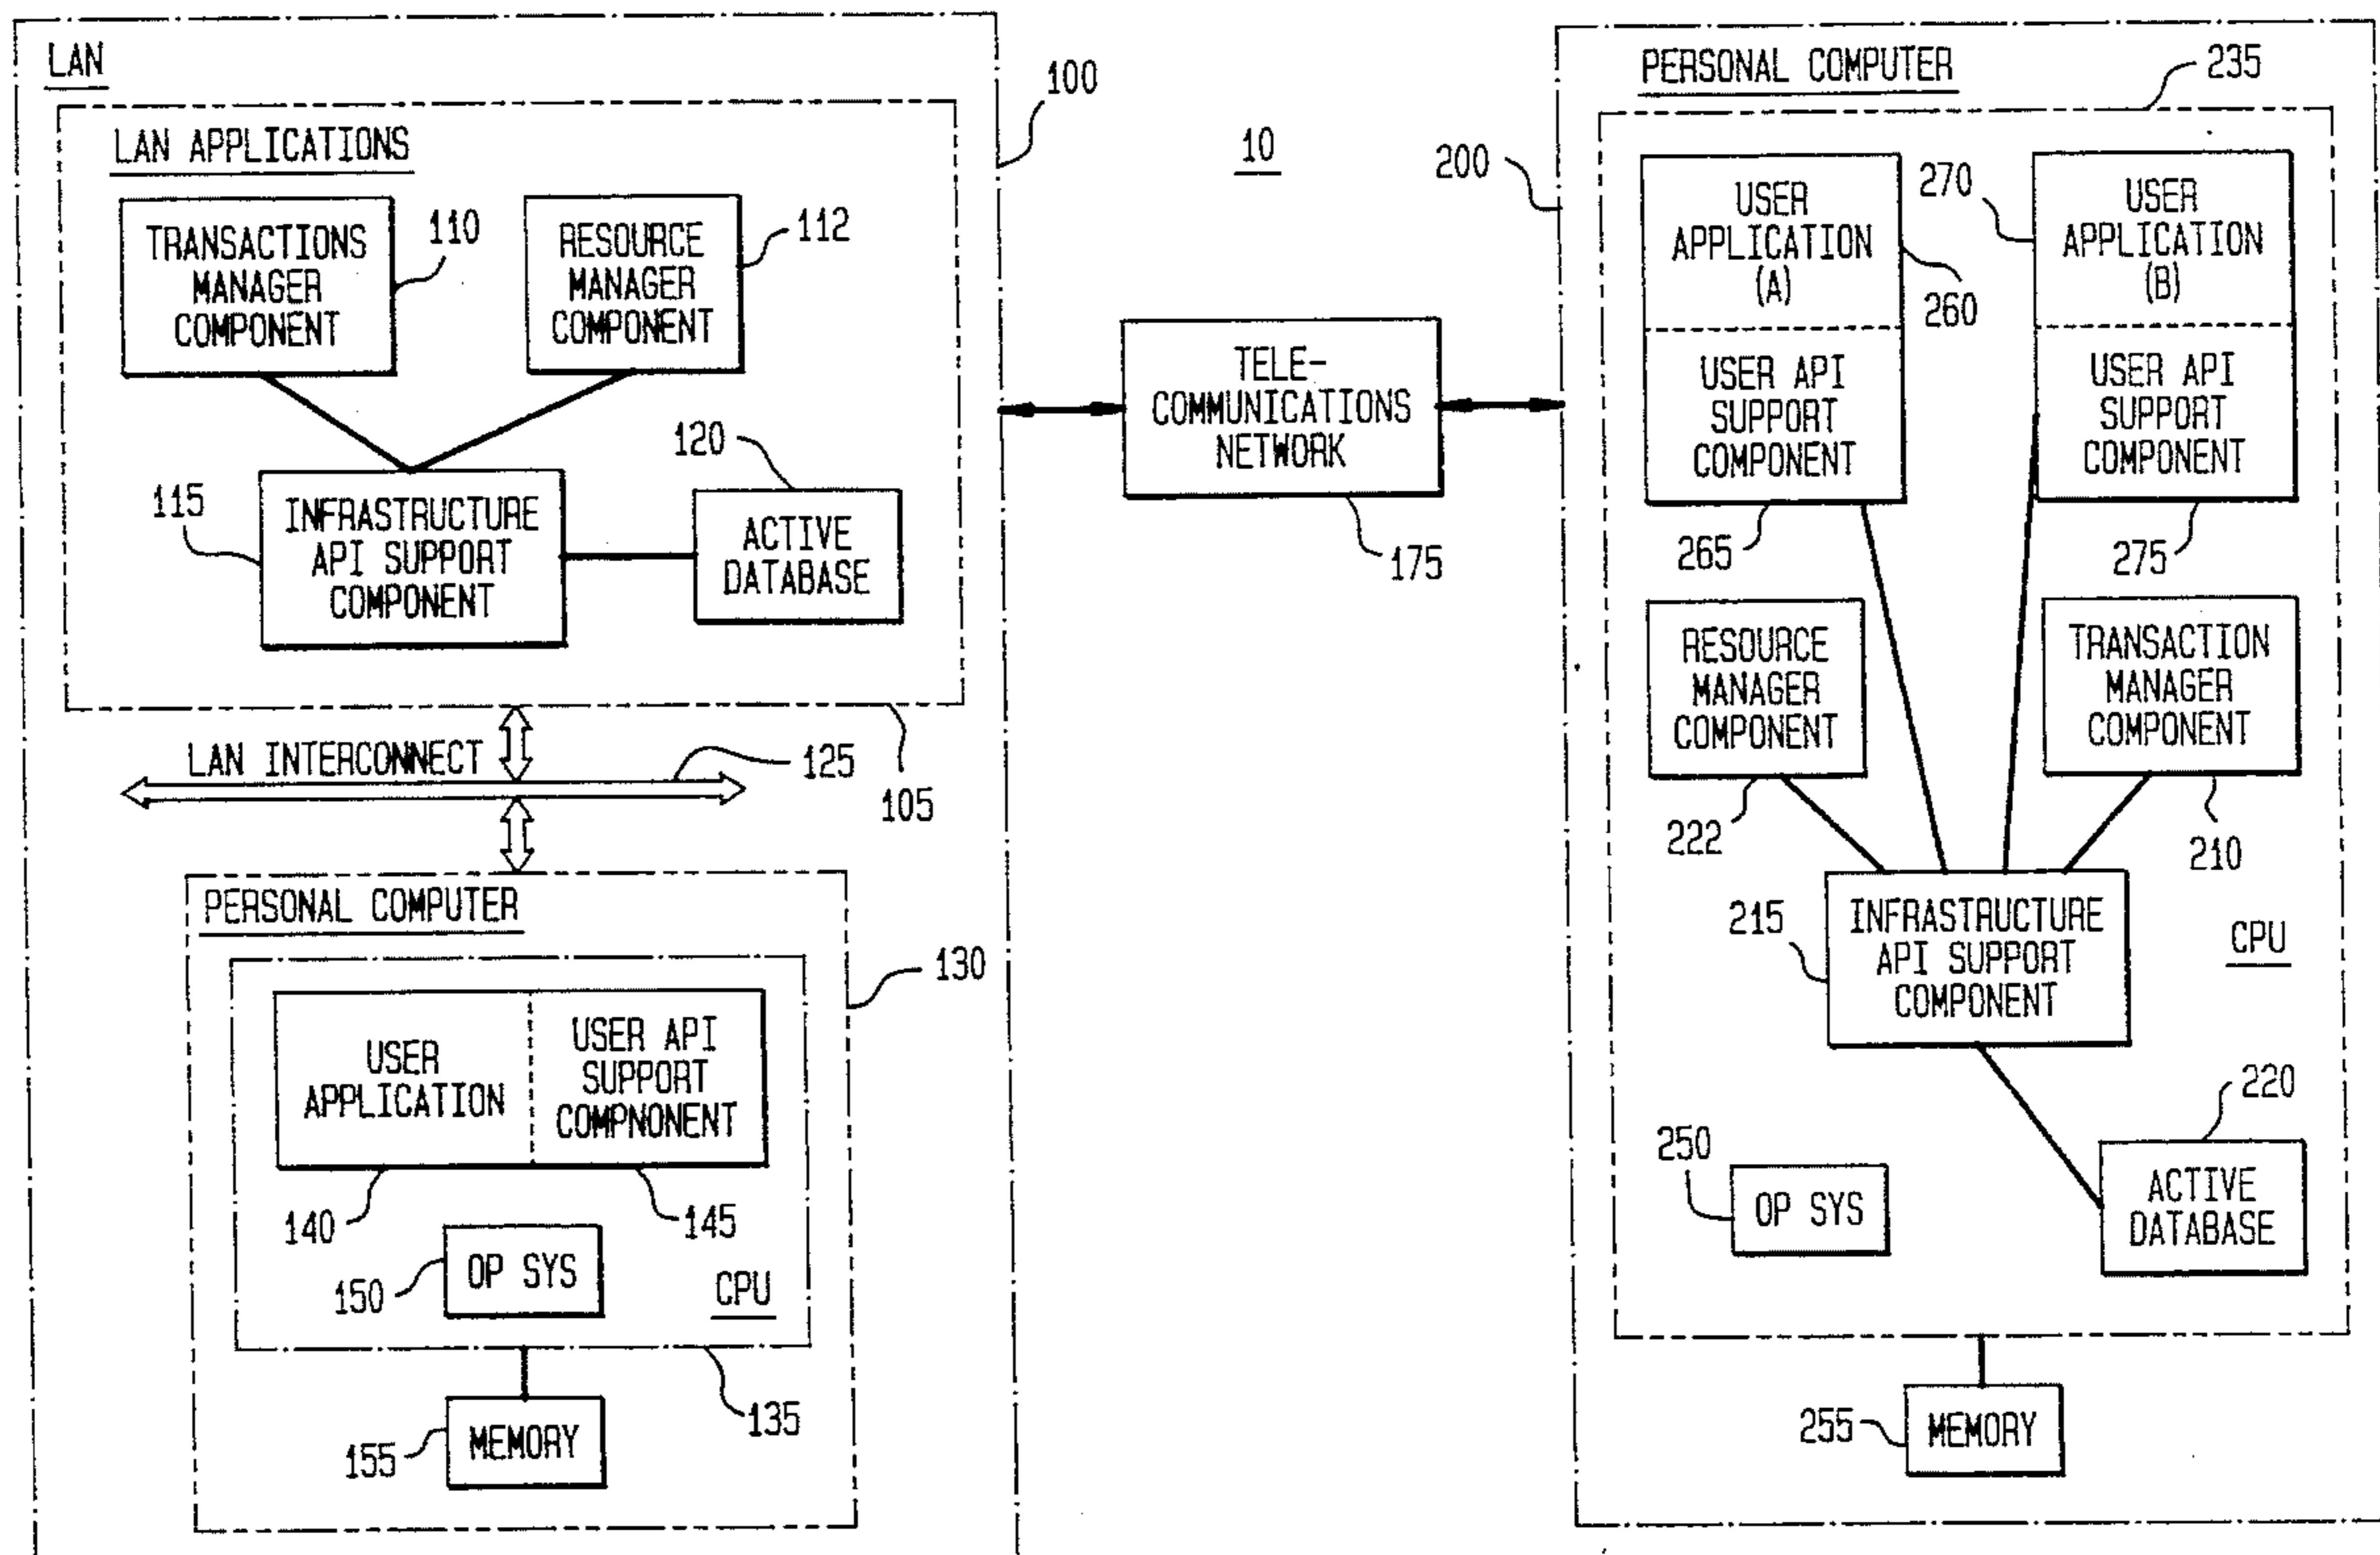 LAN
LAN APPLICATIONS
TRANSACTIONS
MANAGER
COMPONENT
110
RESOURCE
MANAGER
COMPONENT
112
115
INFRASTRUCTURE
API SUPPORT
COMPONENT
120
ACTIVE
DATABASE
LAN INTERCONNECT
125
105
PERSONAL COMPUTER
130
USER
APPLICATION
USER API
SUPPORT
COMPNONENT
140
145
150
OP SYS
CPU
135
155
MEMORY
100
10
TELE-
COMMUNICATIONS
NETWORK
175
200
PERSONAL COMPUTER
235
USER
APPLICATION
(A)
260
USER API
SUPPORT
COMPONENT
265
270
USER
APPLICATION
(B)
USER API
SUPPORT
COMPONENT
275
RESOURCE
MANAGER
COMPONENT
222
TRANSACTION
MANAGER
COMPONENT
210
215
INFRASTRUCTURE
API SUPPORT
COMPONENT
CPU
220
250
OP SYS
ACTIVE
DATABASE
255
MEMORY